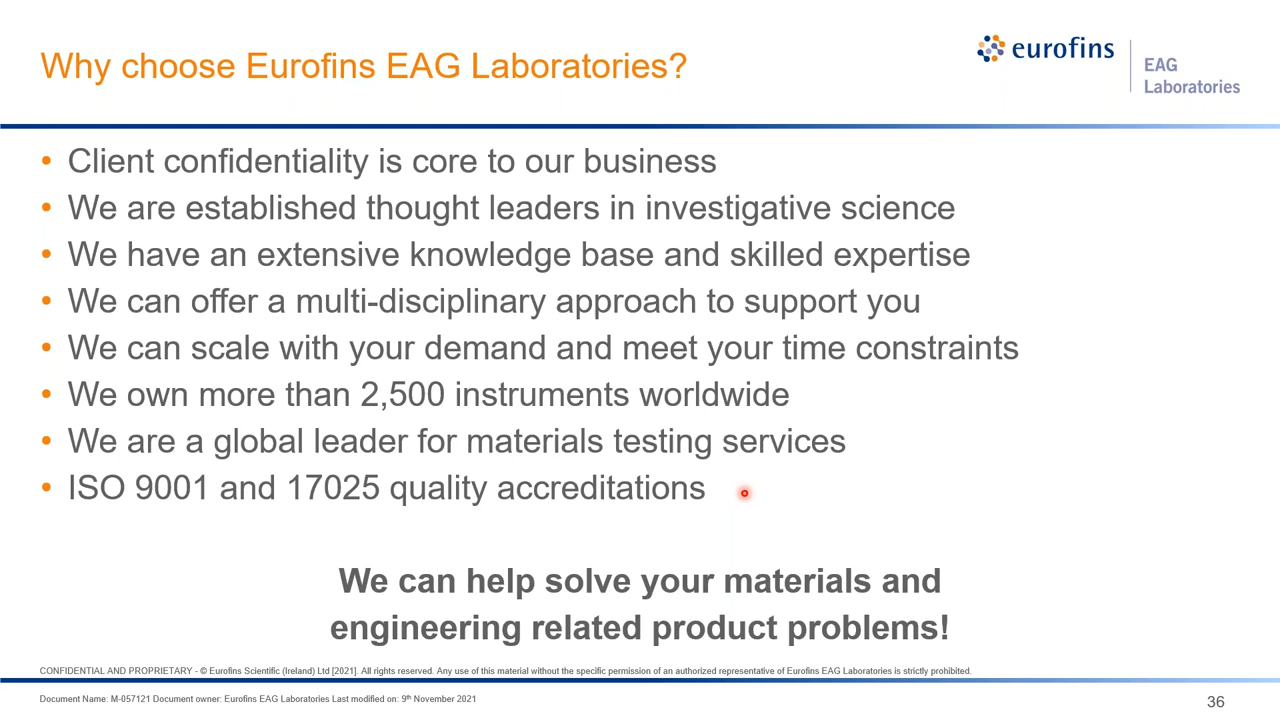 Why choose Eurofins EAG Laboratories?
eurofins
EAG
Laboratories
• Client confidentiality is core to our business
• We are established thought leaders in investigative science
• We have an extensive knowledge base and skilled expertise
• We can offer a multi-disciplinary approach to support you
• We can scale with your demand and meet your time constraints
• We own more than 2,500 instruments worldwide
• We are a global leader for materials testing services
• ISO 9001 and 17025 quality accreditations
We can help solve your materials and
engineering related product problems!
CONFIDENTIAL AND PROPRIETARY - © Eurofins Scientific (Ireland) Ltd [2021]. All rights reserved. Any use of this material without the specific permission of an authorized representative of Eurofins EAG Laboratories is strictly prohibited.
Document Name: M-057121 Document owner: Eurofins EAG Laboratories Last modified on: 9th November 2021
36